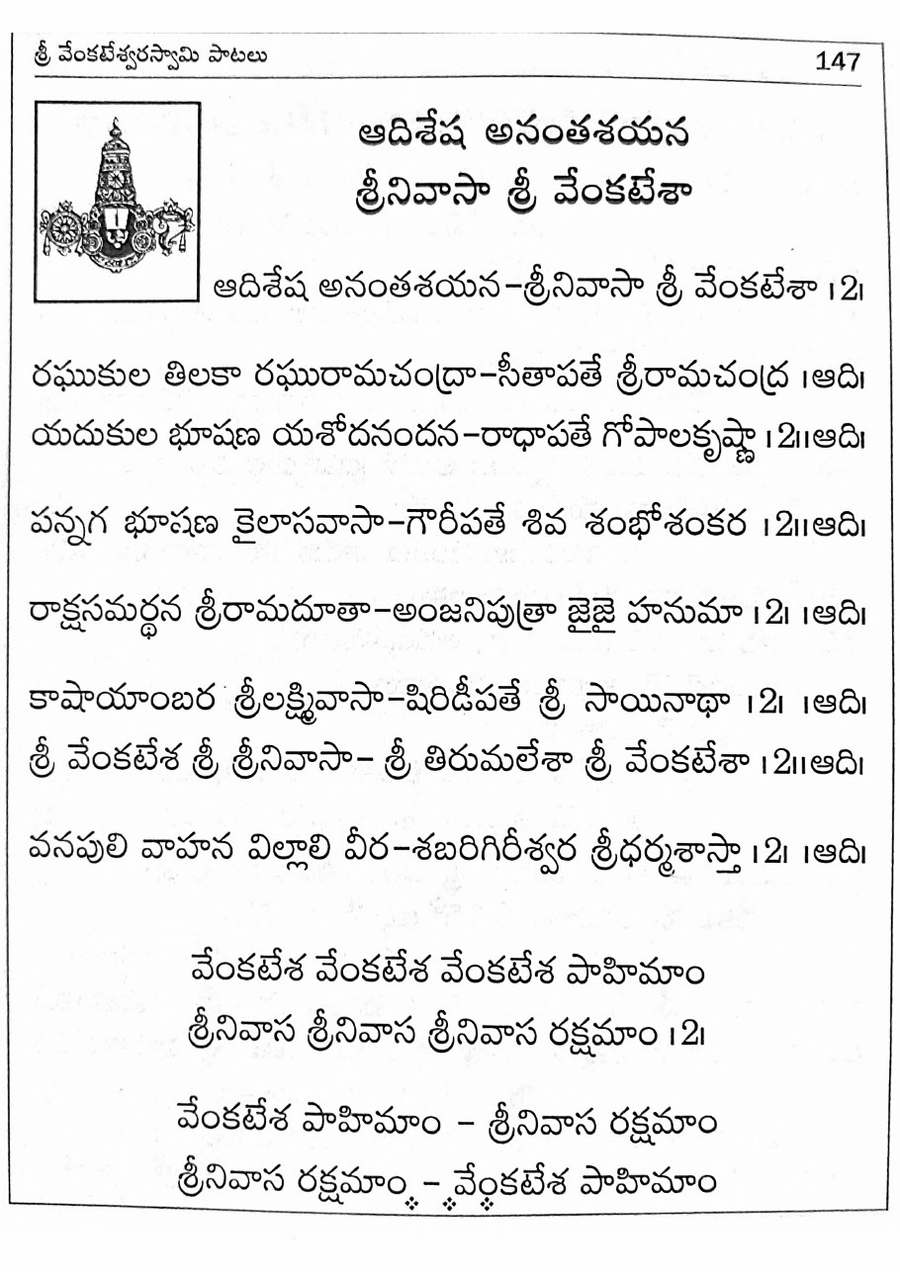 శ్రీ వేంకటేశ్వరస్వామి పాటలు 147
ఆదిశేష అనంతశయన
శ్రీనివాసా శ్రీ వేంకటేశా
ఆదిశేష అనంతశయన-శ్రీనివాసా శ్రీ వేంకటేశా ।2।
రఘుకుల తిలకా రఘురామచంద్రా-సీతాపతే శ్రీరామచంద్ర ।ఆది।
యదుకుల భూషణ యశోదనందన-రాధాపతే గోపాలకృష్ణా ।2।।ఆది।
పన్నగ భూషణ కైలాసవాసా-గౌరీపతే శివ శంభోశంకర ।2।।ఆది।
రాక్షసమర్థన శ్రీరామదూతా-అంజనిపుత్రా జైజై హనుమా ।2। ।ఆది।
కాషాయాంబర శ్రీలక్ష్మివాసా-షిరిడీపతే శ్రీ సాయినాథా ।2। ।ఆది।
శ్రీ వేంకటేశ శ్రీ శ్రీనివాసా- శ్రీ తిరుమలేశా శ్రీ వేంకటేశా ।2।।ఆది।
వనపులి వాహన విల్లాలి వీర-శబరిగిరీశ్వర శ్రీధర్మశాస్తా ।2। ।ఆది।
వేంకటేశ వేంకటేశ వేంకటేశ పాహిమాం
శ్రీనివాస శ్రీనివాస శ్రీనివాస రక్షమాం ।2।
వేంకటేశ పాహిమాం - శ్రీనివాస రక్షమాం
శ్రీనివాస రక్షమాం - వేంకటేశ పాహిమాం